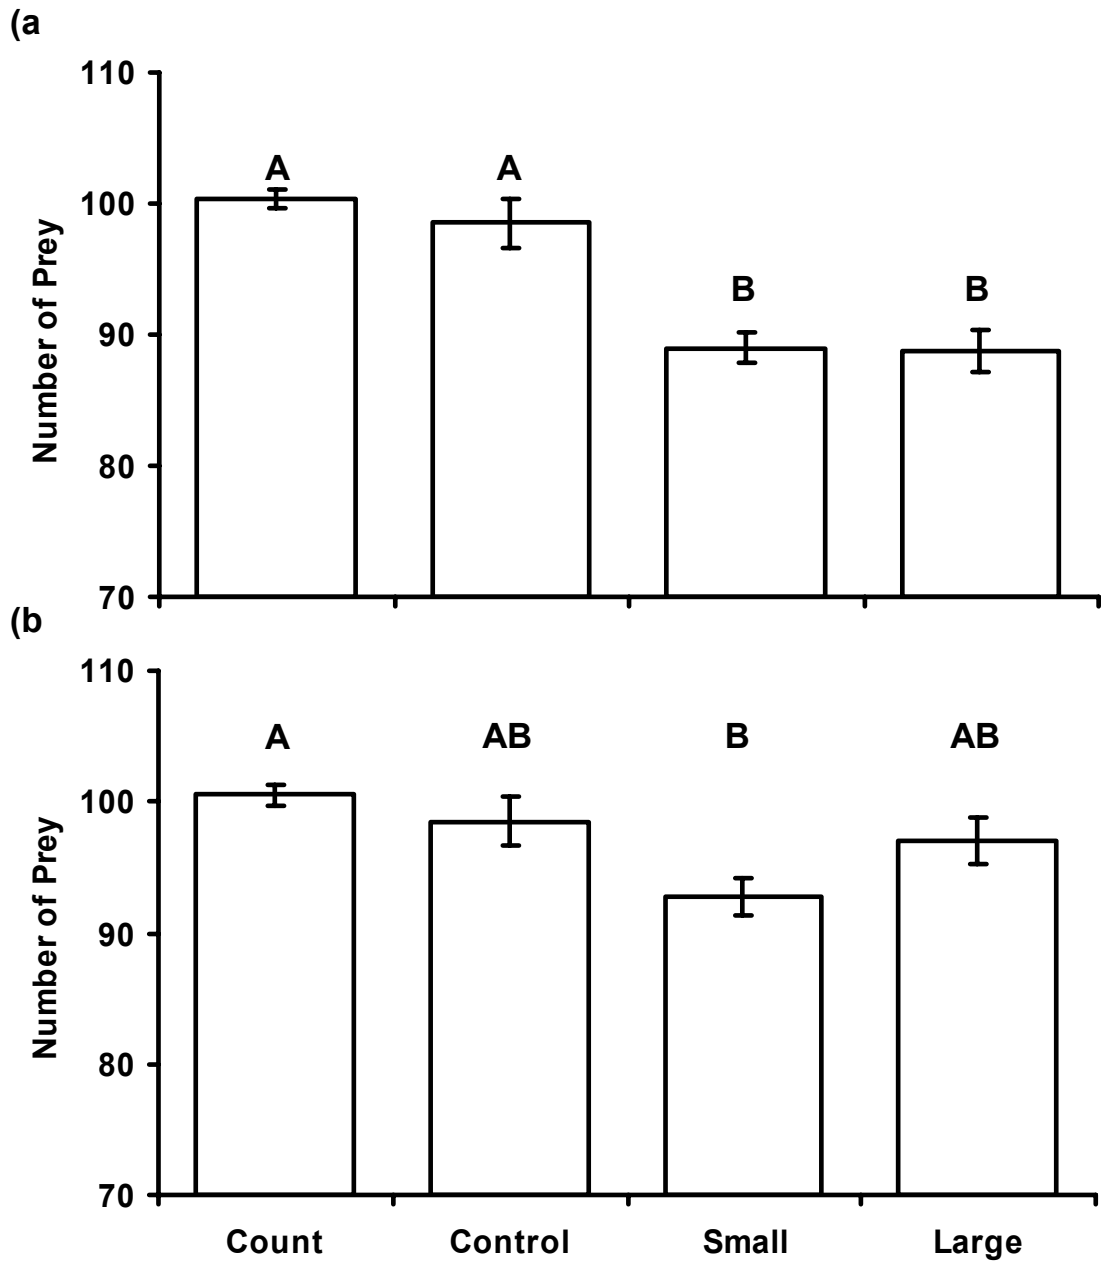 (a
110
100
90
80
70
Number of Prey
A
A
B
B
(b
110
100
90
80
70
Number of Prey
A
AB
B
AB
Count
Control
Small
Large